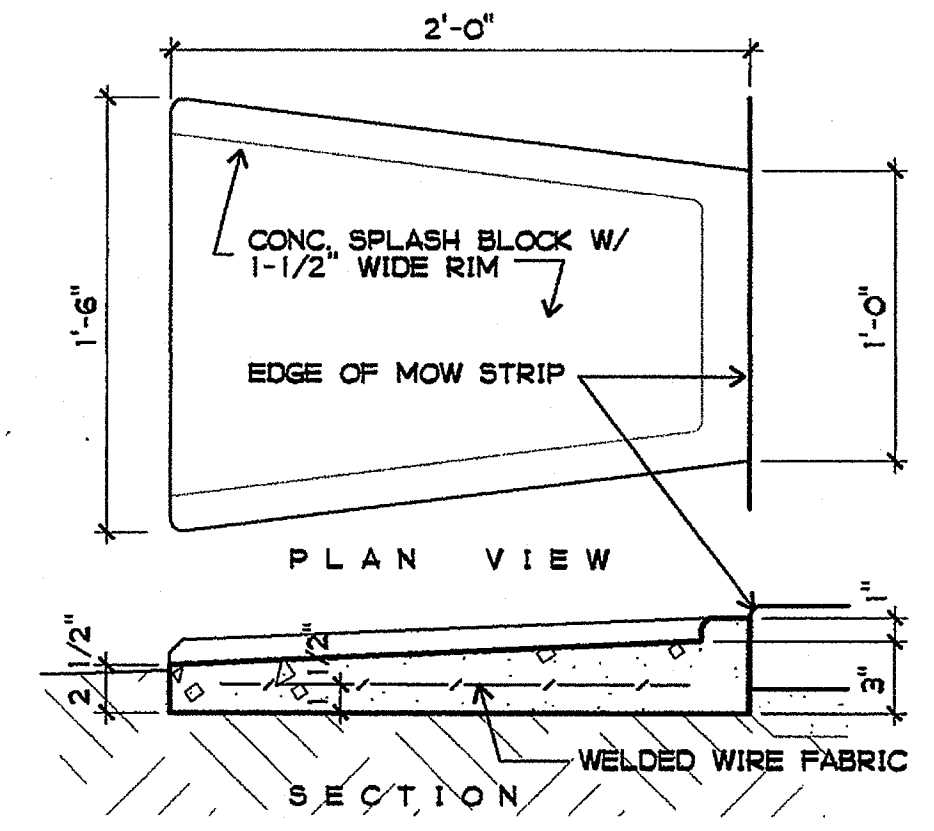 2'-0"
CONC. SPLASH BLOCK W/
1-1/2" WIDE RIM
1'-6"
1'-0"
EDGE OF MOW STRIP
PLAN VIEW
1"
2 1/2"
1 1/2"
3"
WELDED WIRE FABRIC
SECTION